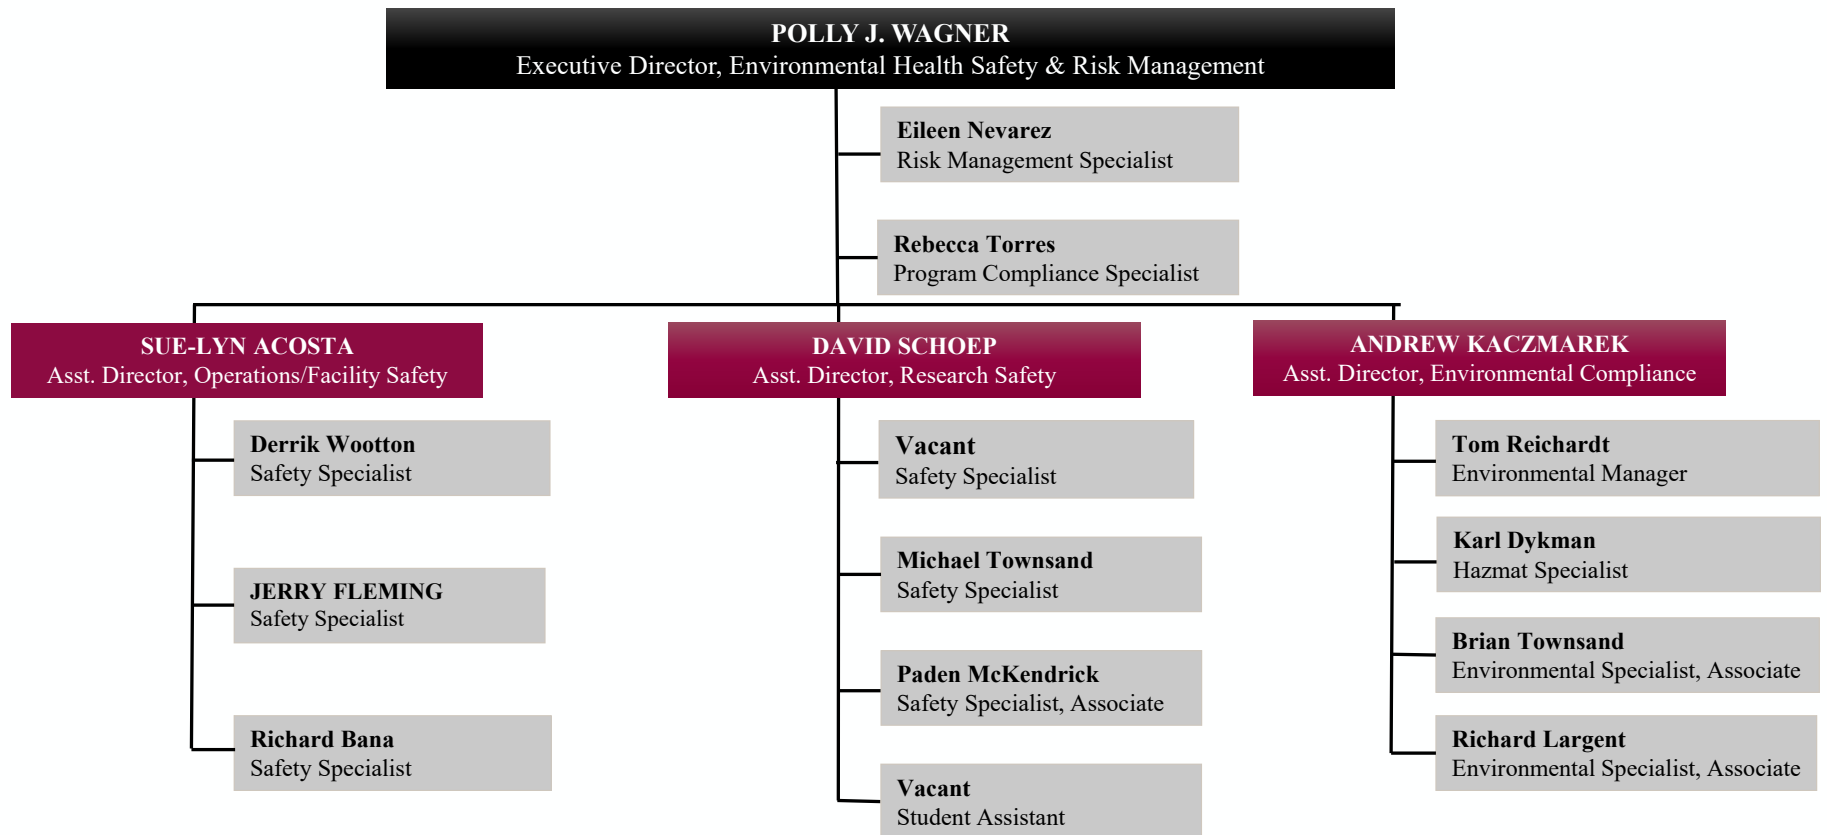 POLLY J. WAGNER
Executive Director, Environmental Health Safety & Risk Management
Eileen Nevarez
Risk Management Specialist
Rebecca Torres
Program Compliance Specialist
SUE-LYN ACOSTA
Asst. Director, Operations/Facility Safety
Derrik Wootton
Safety Specialist
JERRY FLEMING
Safety Specialist
Richard Bana
Safety Specialist
DAVID SCHOEP
Asst. Director, Research Safety
Vacant
Safety Specialist
Michael Townsand
Safety Specialist
Paden McKendrick
Safety Specialist, Associate
Vacant
Student Assistant
ANDREW KACZMAREK
Asst. Director, Environmental Compliance
Tom Reichardt
Environmental Manager
Karl Dykman
Hazmat Specialist
Brian Townsand
Environmental Specialist, Associate
Richard Largent
Environmental Specialist, Associate